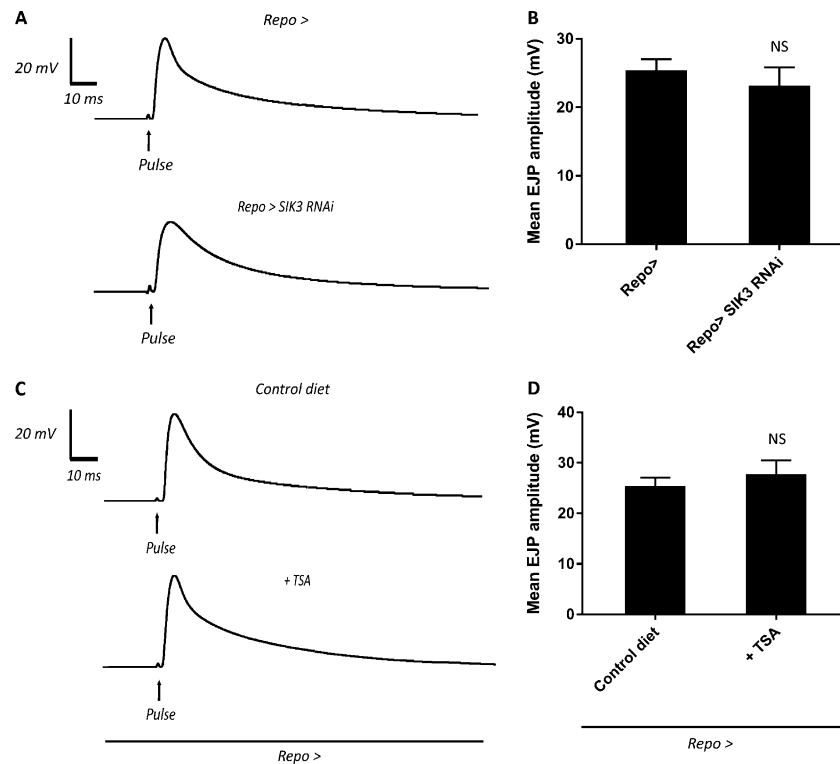 A
Repo >
20 mV
10 ms
Pulse
Repo > SIK3 RNAi
Pulse
B
Mean EJP amplitude (mV)
30
20
10
0
NS
Repo>
Repo> SIK3 RNAi
C
Control diet
20 mV
10 ms
Pulse
+ TSA
Pulse
Repo >
D
Mean EJP amplitude (mV)
40
30
20
10
0
NS
Control diet
+ TSA
Repo >